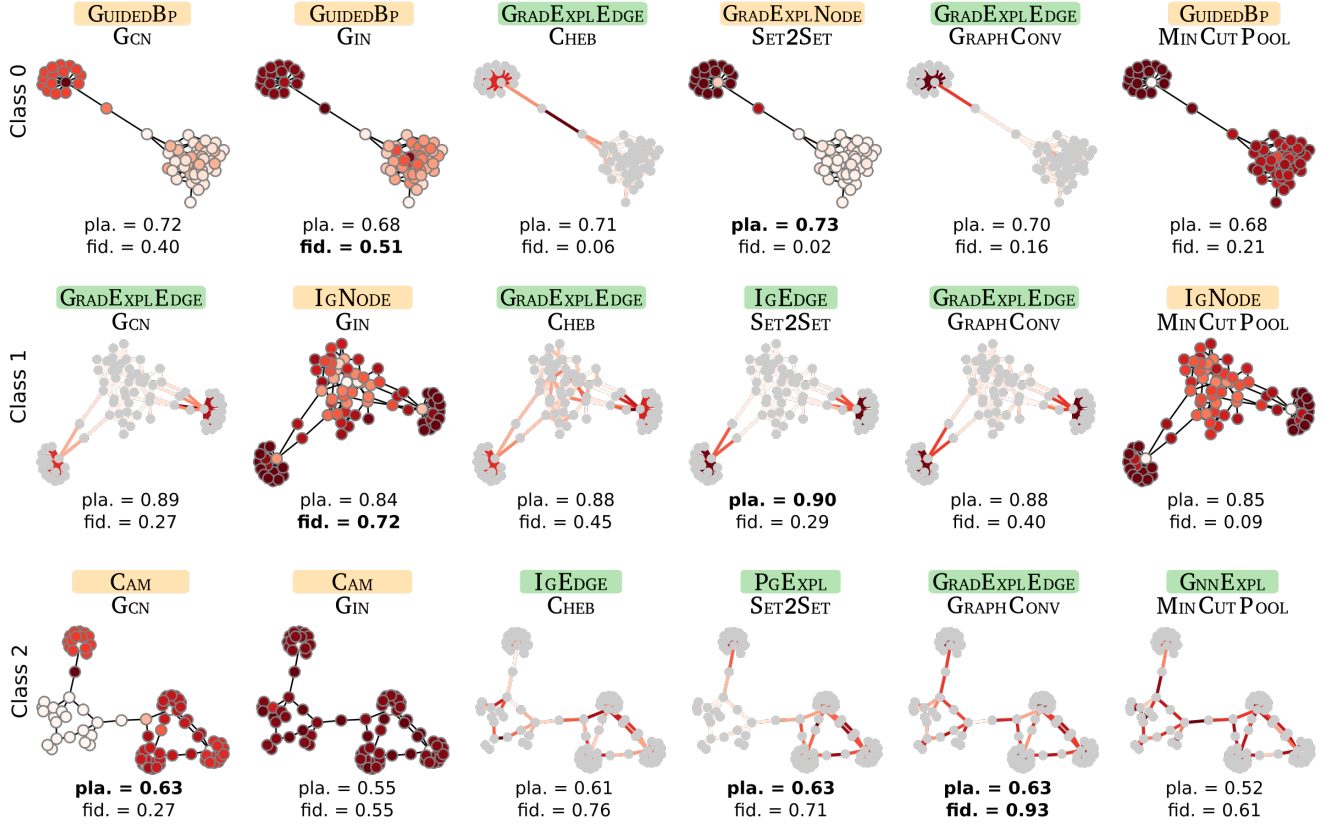 Class 0
GUIDEDBP GUIDEDBP GRADEXPLEDGE GRADEXPLNODE GRADEXPLEDGE GUIDEDBP
GCN GIN CHEB SET2SET GRAPHCONV MINCUTPOOL
pla. = 0.72 pla. = 0.68 pla. = 0.71 pla. = 0.73 pla. = 0.70 pla. = 0.68
fid. = 0.40 fid. = 0.51 fid. = 0.06 fid. = 0.02 fid. = 0.16 fid. = 0.21
Class 1
GRADEXPLEDGE IGNODE GRADEXPLEDGE IGEDGE GRADEXPLEDGE IGNODE
GCN GIN CHEB SET2SET GRAPHCONV MINCUTPOOL
pla. = 0.89 pla. = 0.84 pla. = 0.88 pla. = 0.90 pla. = 0.88 pla. = 0.85
fid. = 0.27 fid. = 0.72 fid. = 0.45 fid. = 0.29 fid. = 0.40 fid. = 0.09
Class 2
CAM CAM IGEDGE PGEXPL GRADEXPLEDGE GNNEXPL
GCN GIN CHEB SET2SET GRAPHCONV MINCUTPOOL
pla. = 0.63 pla. = 0.55 pla. = 0.61 pla. = 0.63 pla. = 0.63 pla. = 0.52
fid. = 0.27 fid. = 0.55 fid. = 0.76 fid. = 0.71 fid. = 0.93 fid. = 0.61